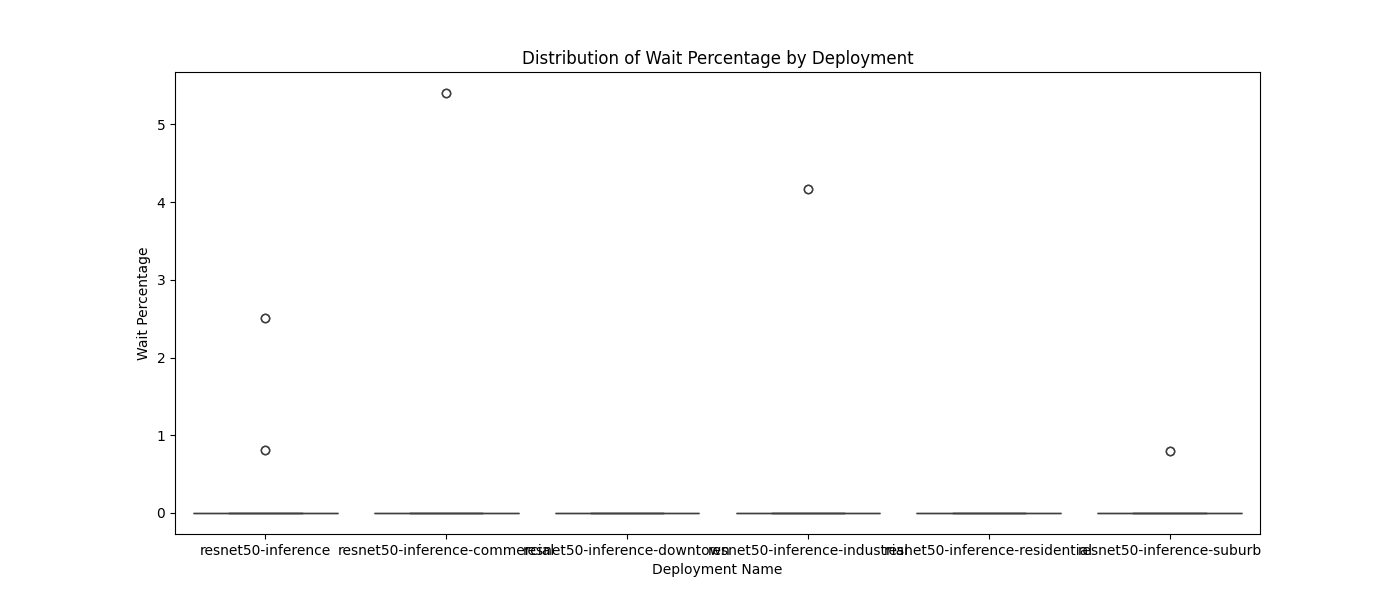 Distribution of Wait Percentage by Deployment
Wait Percentage
5
4
3
2
1
0
resnet50-inference resnet50-inference-commercial resnet50-inference-downtown resnet50-inference-industrial resnet50-inference-residential resnet50-inference-suburb
Deployment Name